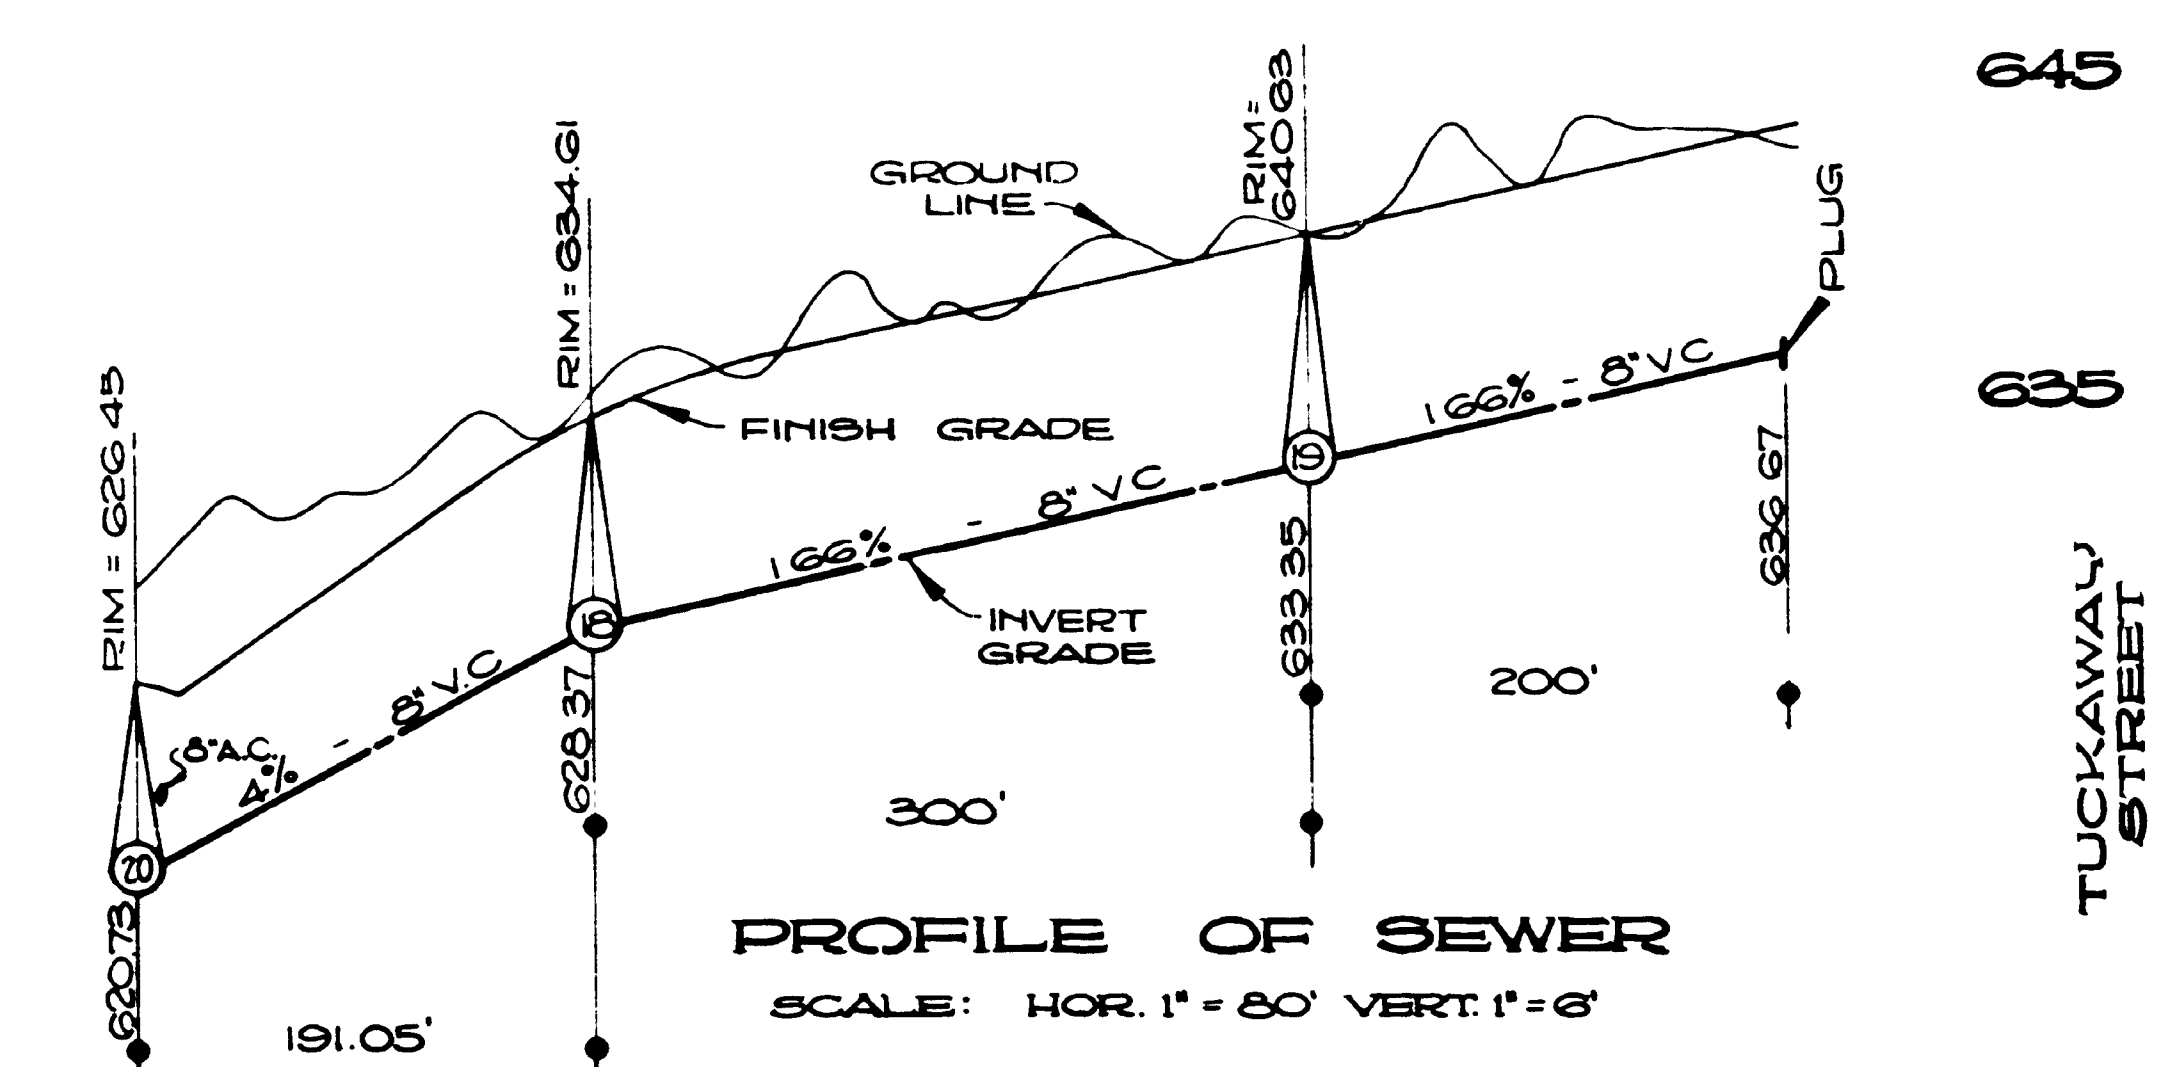 645
RIM =
640 63
RIM = 634.61
GROUND
LINE
PLUG
RIM = 626 45
635
FINISH GRADE
1 66% - 8" V C
19
8" V C
-
1 66%
INVERT
GRADE
18
633 35
636 67
TUCKAWAY
STREET
8" V.C
-
4%
8" A.C.
628 37
200'
300'
20
620.73
191.05'
PROFILE OF SEWER
SCALE: HOR. 1" = 80' VERT. 1" = 6'